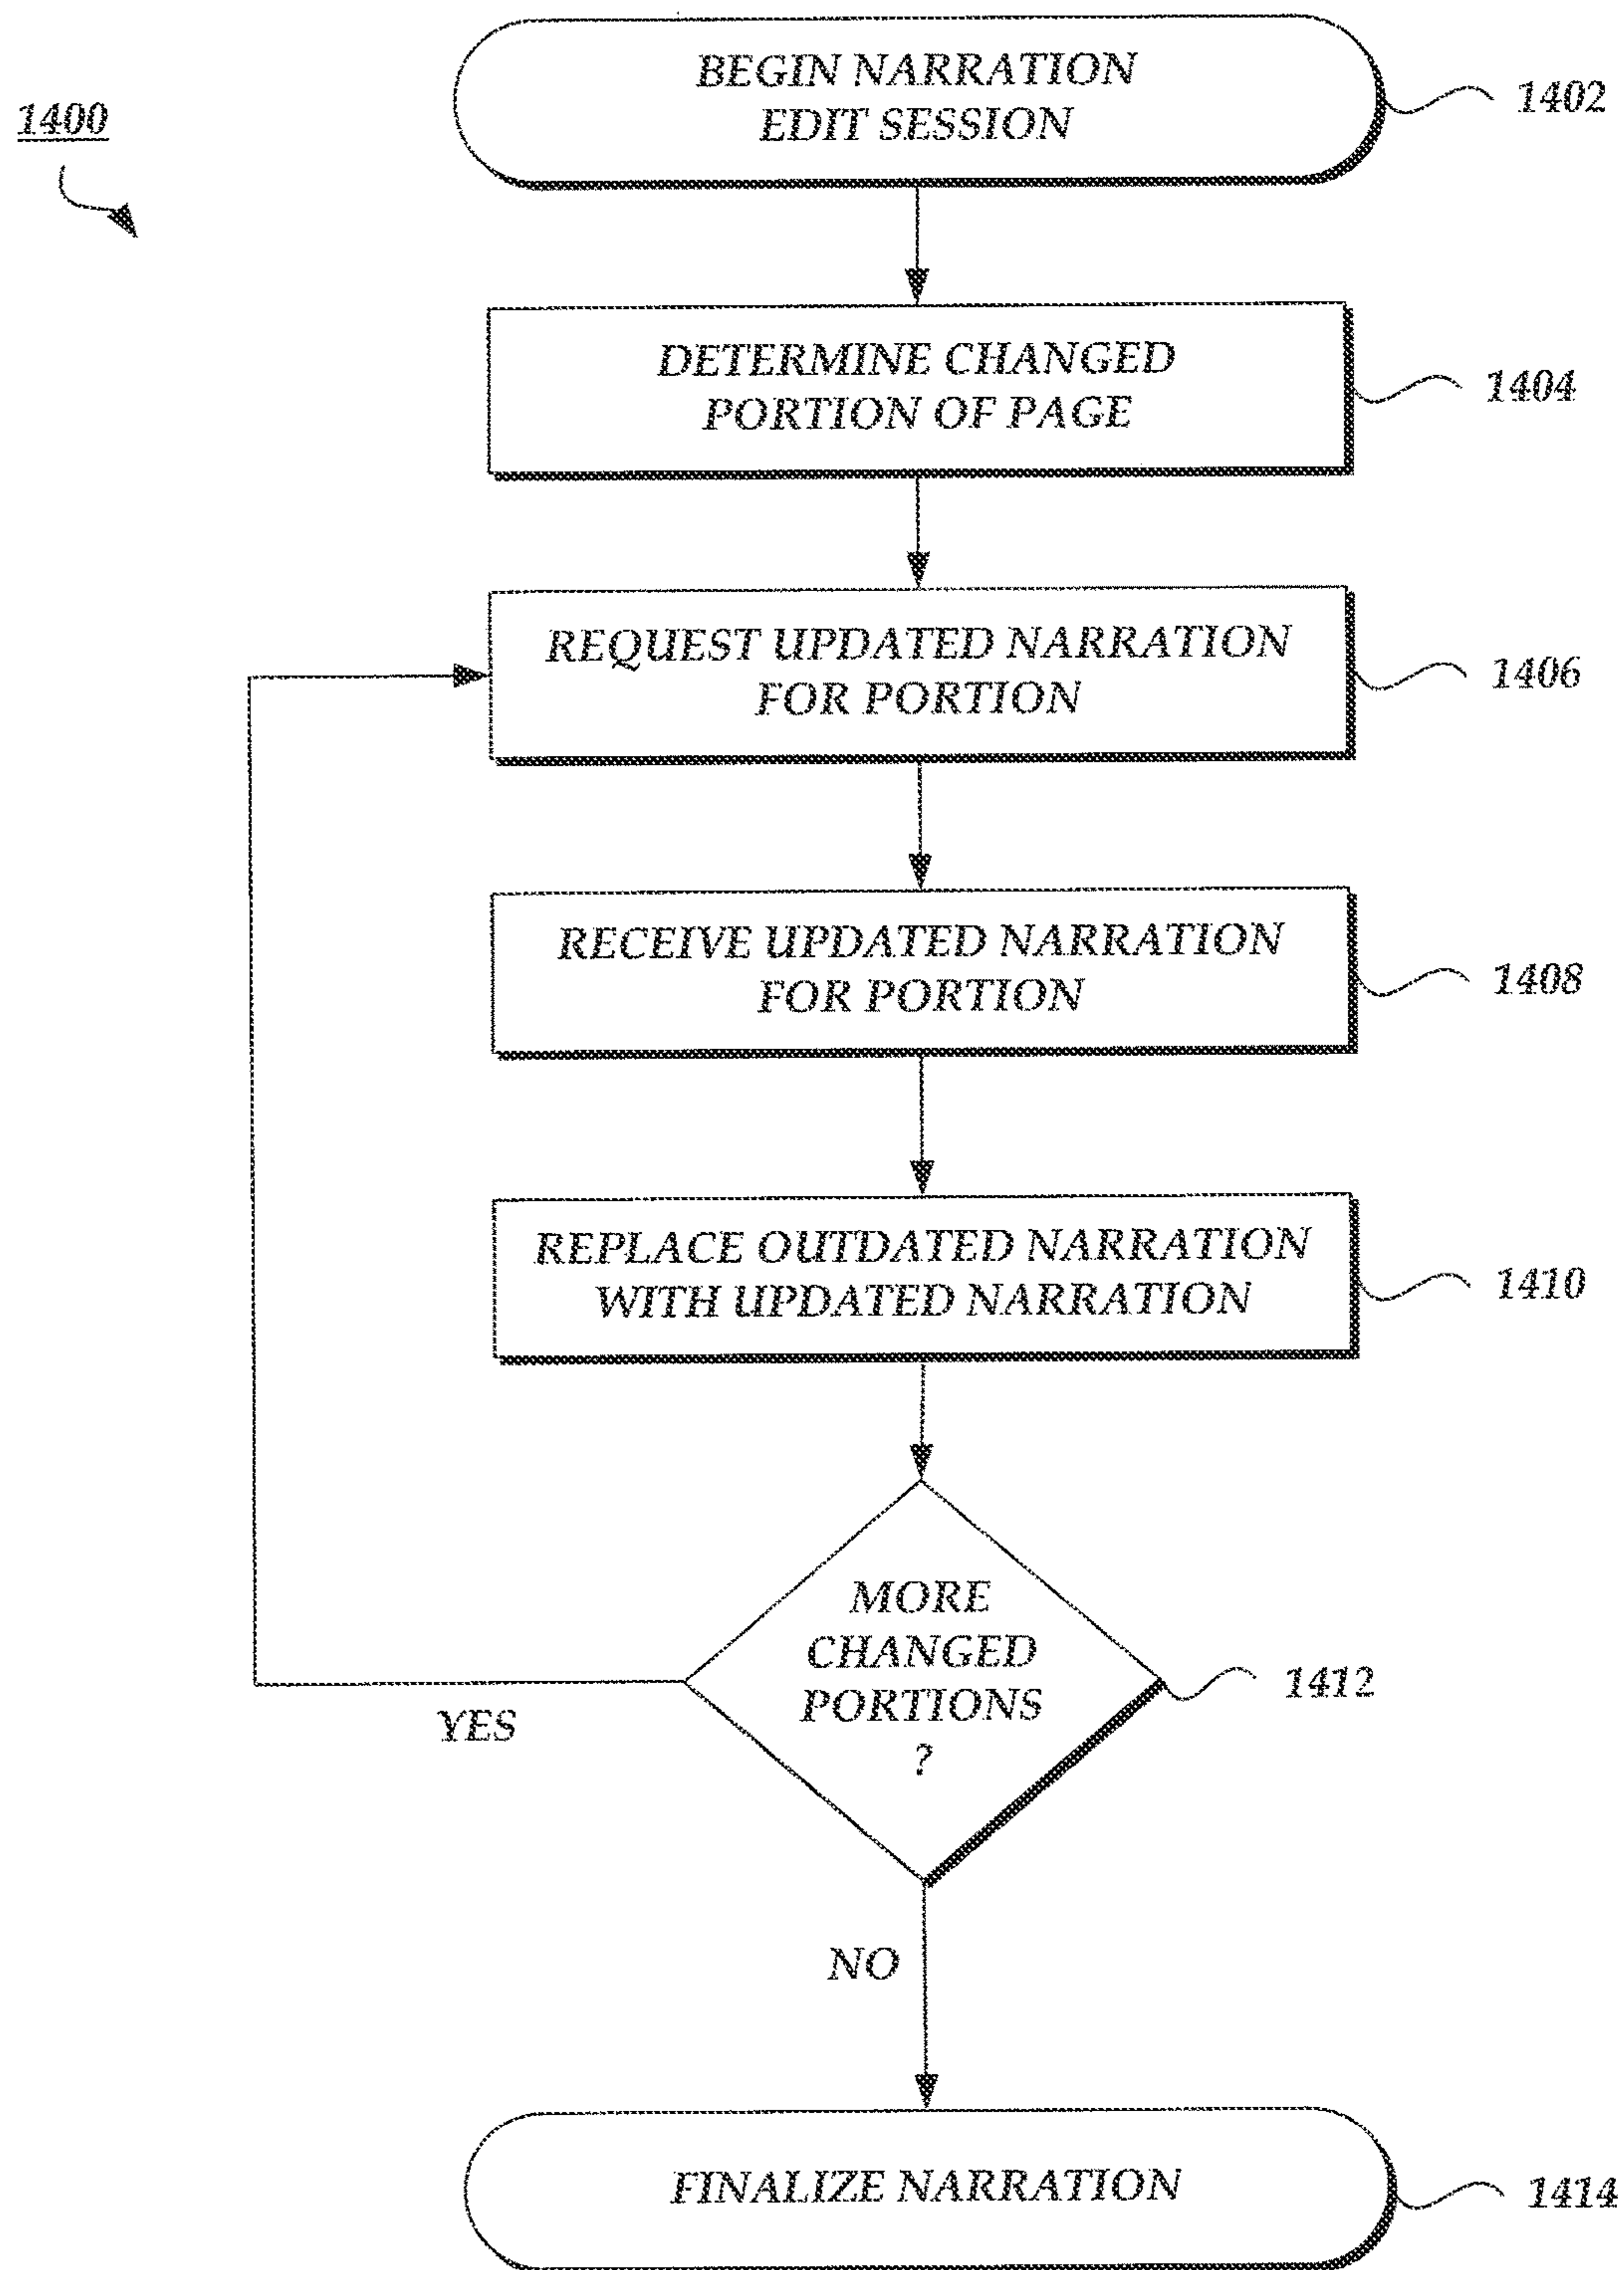 1400
BEGIN NARRATION
EDIT SESSION
1402
DETERMINE CHANGED
PORTION OF PAGE
1404
REQUEST UPDATED NARRATION
FOR PORTION
1406
RECEIVE UPDATED NARRATION
FOR PORTION
1408
REPLACE OUTDATED NARRATION
WITH UPDATED NARRATION
1410
MORE
CHANGED
PORTIONS
?
1412
YES
NO
FINALIZE NARRATION
1414